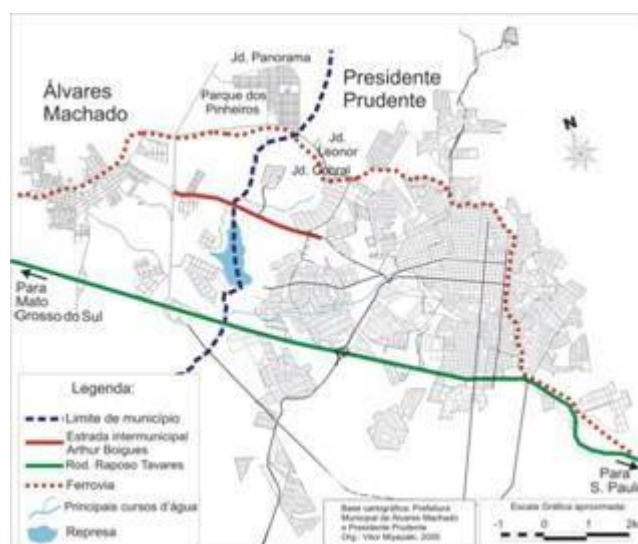 Jd. Panorama
Parque dos
Pinheiros
Álvares
Machado
Presidente
Prudente
Jd.
Leonor
Jd. Cobral
N
Para
Mato
Grosso do Sul
Legenda:
Limite de município
Estrada intermunicipal
Arthur Boigues
Rod. Raposo Tavares
Ferrovia
Principais cursos d'água
Represa
Base cartográfica: Prefeitura
Municipal de Álvares Machado
e Presidente Prudente
Org.: Vitor Miyazaki, 2005
Para
S. Paulo
Escala Gráfica aproximada:
-1 0 1